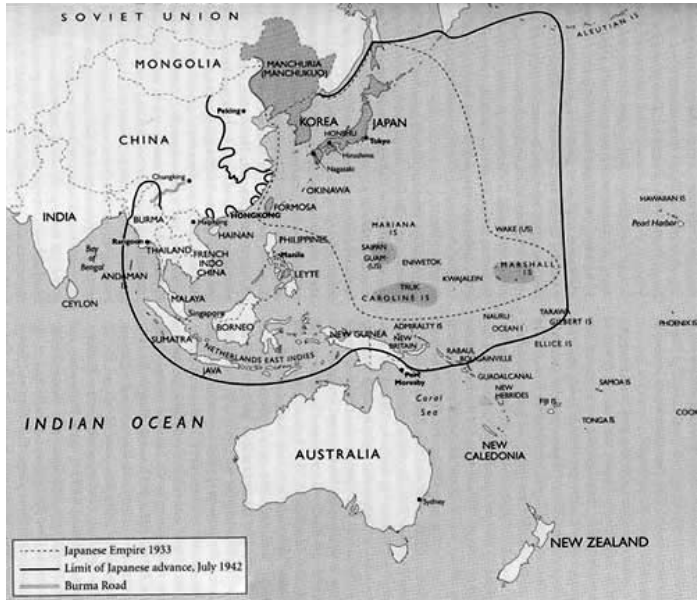 SOVIET UNION
ALEUTIAN IS
MONGOLIA
MANCHURIA
(MANCHUKUO)
Peking
KOREA
JAPAN
HONSHU
Tokyo
Hiroshima
Nagasaki
CHINA
Chungking
OKINAWA
INDIA
BURMA
HONGKONG
FORMOSA
HAWAIIAN IS
Pearl Harbor
Haiphong
HAINAN
Rangoon
Bay
of
Bengal
THAILAND
FRENCH
INDO
CHINA
PHILIPPINES
Manila
LEYTE
MARIANA
IS
SAIPAN
GUAM
(US)
WAKE (US)
ENIWETOK
MARSHALL
IS
KWAJALEIN
TRUK
CAROLINE IS
ANDAMAN
IS
CEYLON
MALAYA
Singapore
SUMATRA
BORNEO
NETHERLANDS EAST INDIES
JAVA
NEW GUINEA
ADMIRALTY IS
NEW
BRITAIN
RABAUL
BOUGAINVILLE
NAURU
OCEAN I
TARAWA
GILBERT IS
ELLICE IS
PHOENIX IS
Port
Moresby
GUADALCANAL
Coral
Sea
NEW
HEBRIDES
FIJI IS
SAMOA IS
TONGA IS
COOK
NEW
CALEDONIA
INDIAN OCEAN
AUSTRALIA
Sydney
NEW ZEALAND
Japanese Empire 1933
Limit of Japanese advance, July 1942
Burma Road